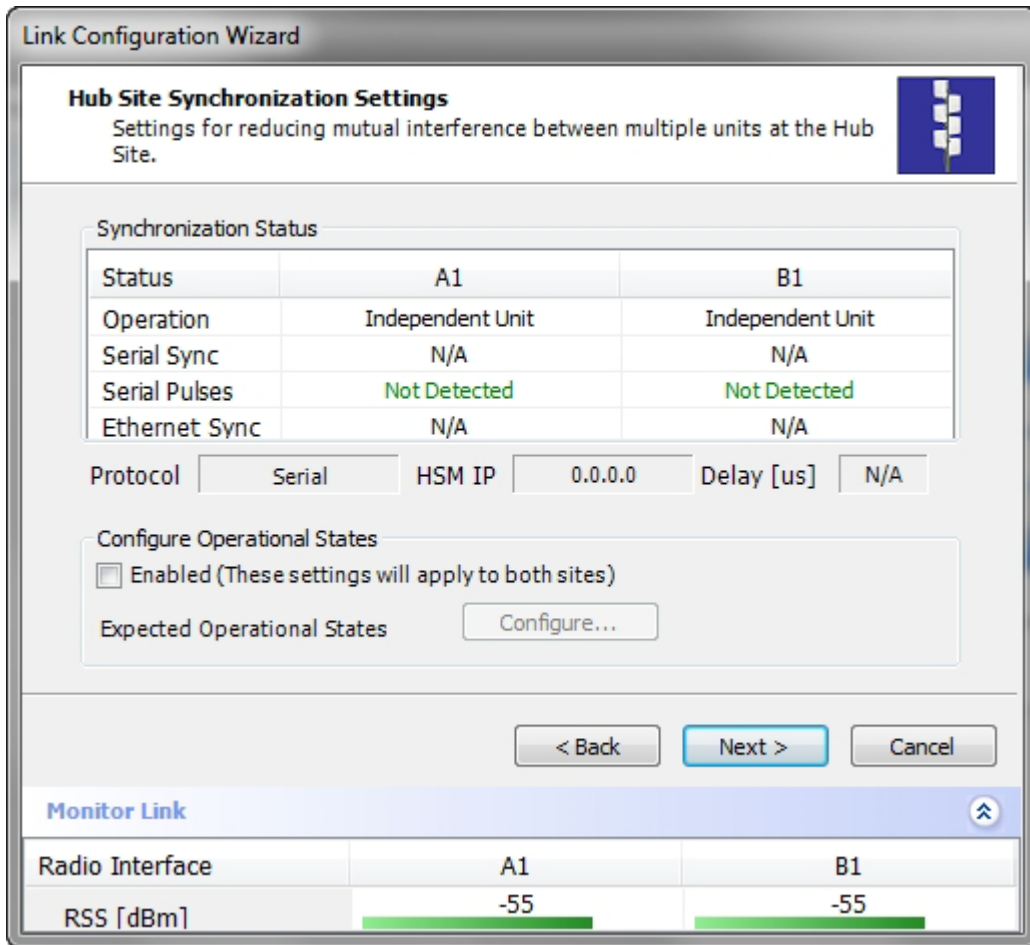 Link Configuration Wizard
Hub Site Synchronization Settings
Settings for reducing mutual interference between multiple units at the Hub
Site.
Synchronization Status
Status A1 B1
Operation Independent Unit Independent Unit
Serial Sync N/A N/A
Serial Pulses Not Detected Not Detected
Ethernet Sync N/A N/A
Protocol Serial HSM IP 0.0.0.0 Delay [us] N/A
Configure Operational States
Enabled (These settings will apply to both sites)
Expected Operational States Configure...
< Back Next > Cancel
Monitor Link
Radio Interface A1 B1
RSS [dBm] -55 -55